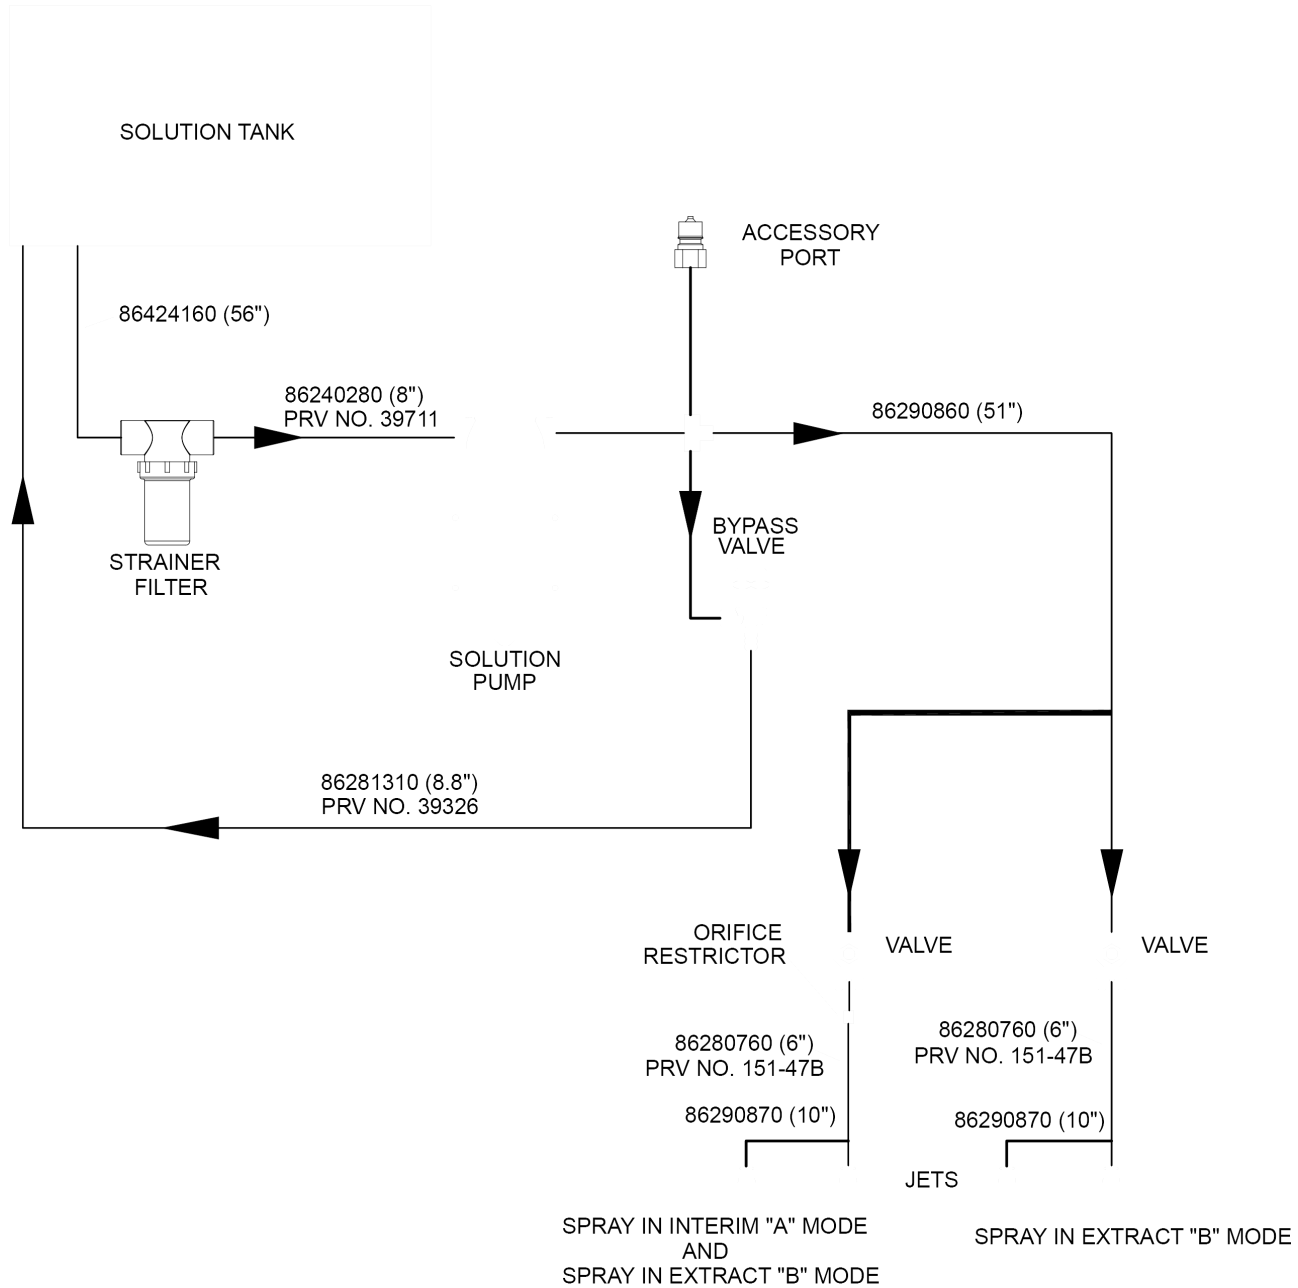 SOLUTION TANK
ACCESSORY
PORT
86424160 (56")
86240280 (8")
PRV NO. 39711
86290860 (51")
BYPASS
VALVE
STRAINER
FILTER
SOLUTION
PUMP
86281310 (8.8")
PRV NO. 39326
ORIFICE
RESTRICTOR
VALVE
VALVE
86280760 (6")
PRV NO. 151-47B
86280760 (6")
PRV NO. 151-47B
86290870 (10")
86290870 (10")
JETS
SPRAY IN INTERIM "A" MODE
AND
SPRAY IN EXTRACT "B" MODE
SPRAY IN EXTRACT "B" MODE